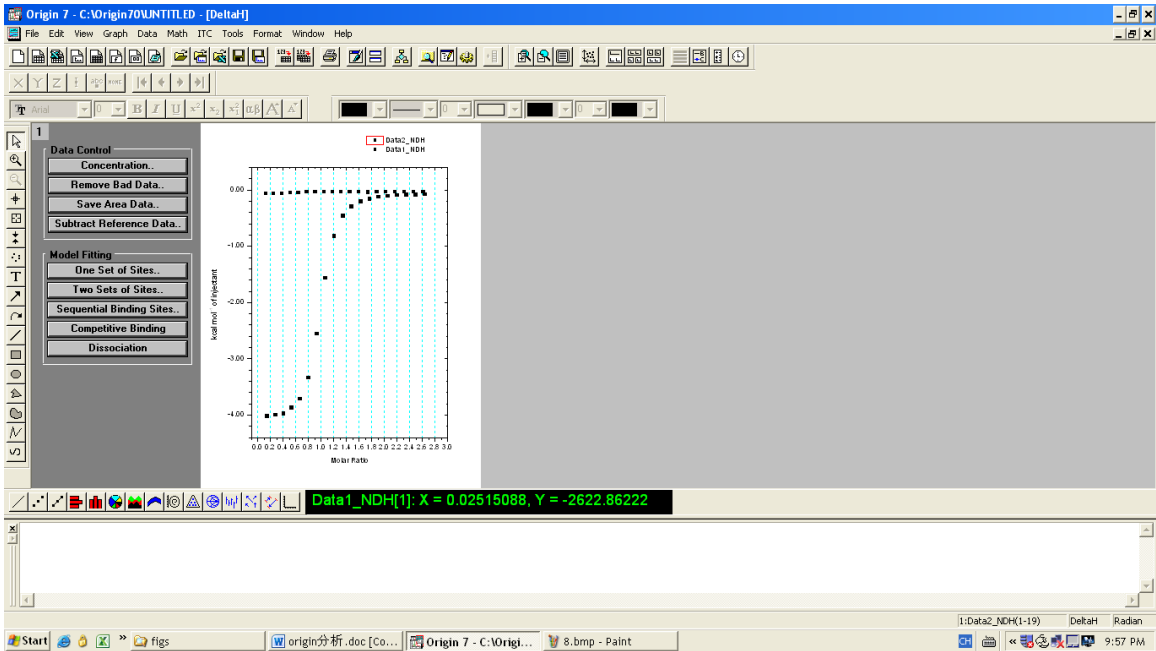 Origin 7 - C:\Origin70\UNTITLED - [DeltaH]
File Edit View Graph Data Math ITC Tools Format Window Help
X Y Z
Arial 0 B I U x² x₂ αβ A A 0 0
1
Data Control
Concentration..
Remove Bad Data..
Save Area Data..
Subtract Reference Data..
Model Fitting
One Set of Sites..
Two Sets of Sites..
Sequential Binding Sites..
Competitive Binding
Dissociation
Data2_NDH
Data1_NDH
0.00
-1.00
-2.00
-3.00
-4.00
kcal mol of injectant
0.0 0.2 0.4 0.6 0.8 1.0 1.2 1.4 1.6 1.8 2.0 2.2 2.4 2.6 2.8 3.0
Molar Ratio
T
Data1_NDH[1]: X = 0.02515088, Y = -2622.86222
1:Data2_NDH(1-19) DeltaH Radian
Start figs origin分析.doc [Co... Origin 7 - C:\Origi... 8.bmp - Paint CH 9:57 PM